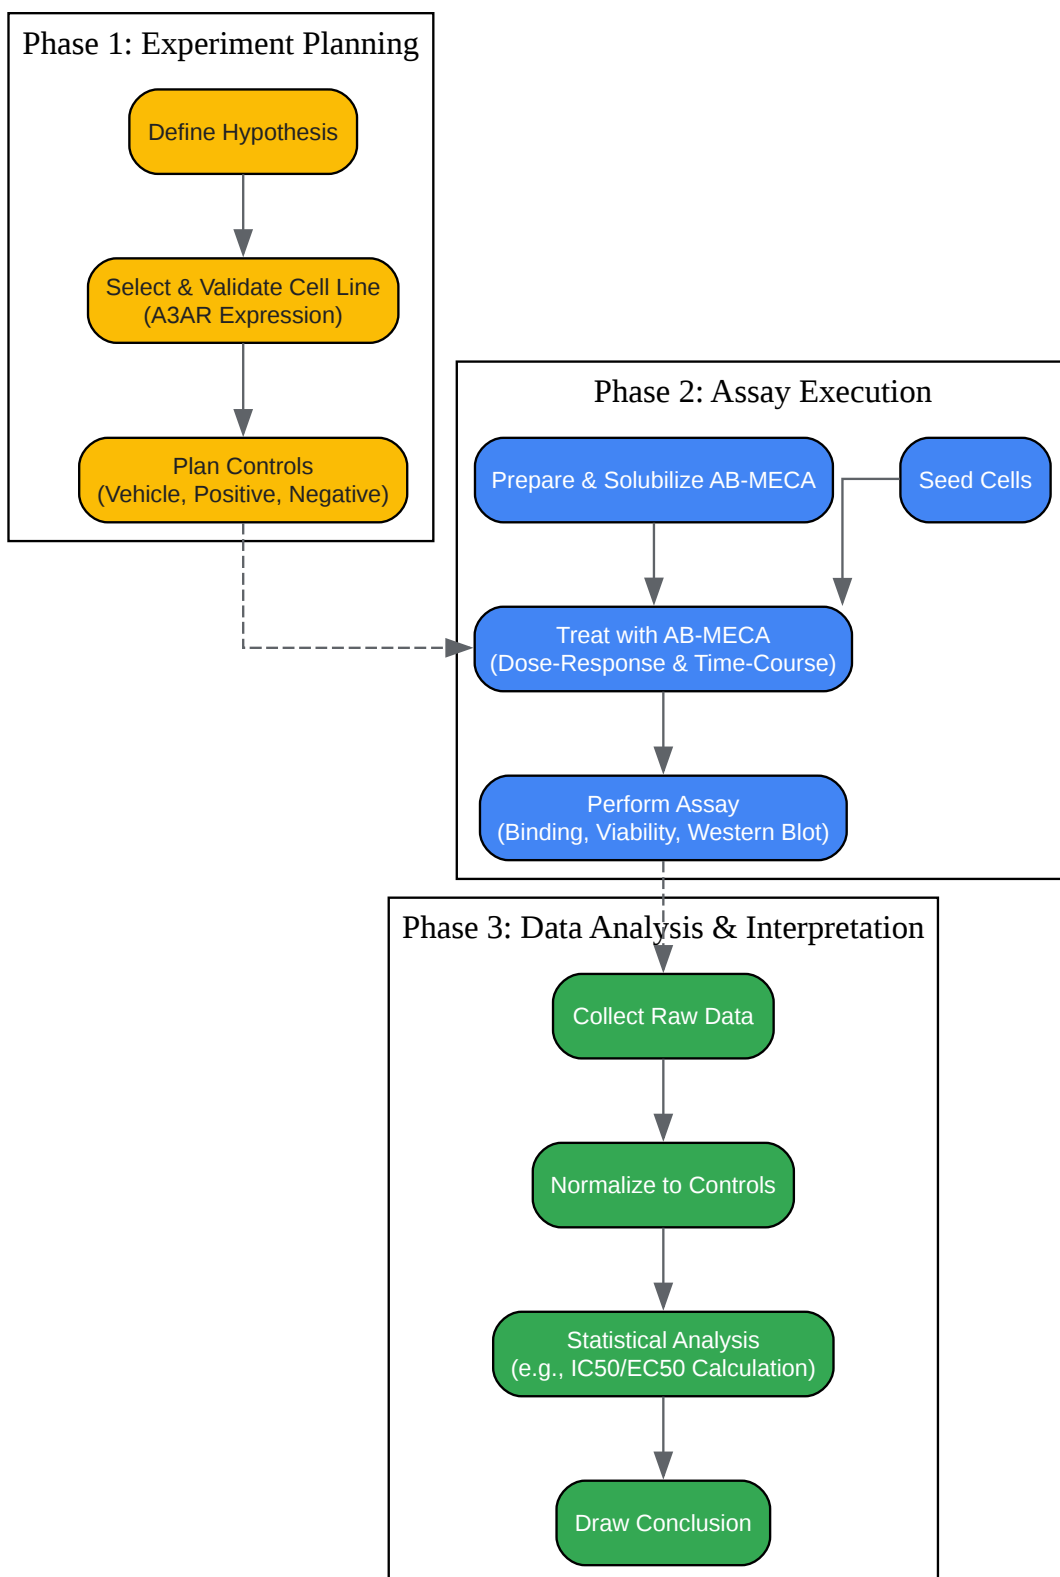 Phase 1: Experiment Planning
Define Hypothesis
Select & Validate Cell Line
(A3AR Expression)
Plan Controls
(Vehicle, Positive, Negative)
Phase 2: Assay Execution
Prepare & Solubilize AB-MECA
Seed Cells
Treat with AB-MECA
(Dose-Response & Time-Course)
Perform Assay
(Binding, Viability, Western Blot)
Phase 3: Data Analysis & Interpretation
Collect Raw Data
Normalize to Controls
Statistical Analysis
(e.g., IC50/EC50 Calculation)
Draw Conclusion